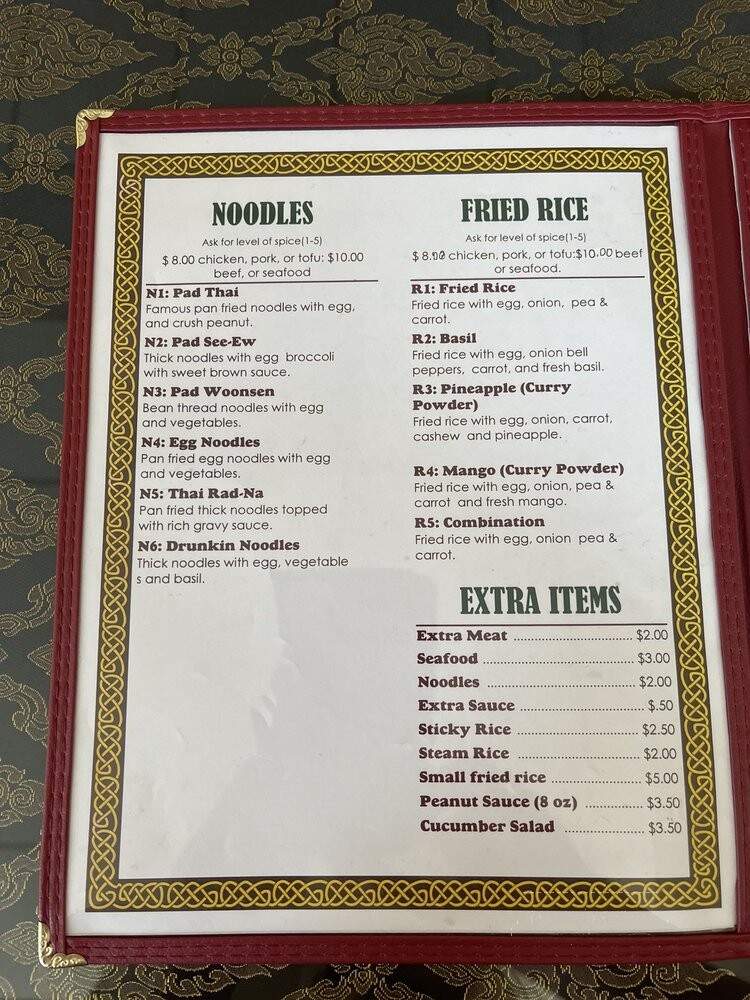 NOODLES
Ask for level of spice(1-5)
$ 8.00 chicken, pork, or tofu: $10.00
beef, or seafood
N1: Pad Thai
Famous pan fried noodles with egg,
and crush peanut.
N2: Pad See-Ew
Thick noodles with egg broccoli
with sweet brown sauce.
N3: Pad Woonsen
Bean thread noodles with egg
and vegetables.
N4: Egg Noodles
Pan fried egg noodles with egg
and vegetables.
N5: Thai Rad-Na
Pan fried thick noodles topped
with rich gravy sauce.
N6: Drunkin Noodles
Thick noodles with egg, vegetable
s and basil.
FRIED RICE
Ask for level of spice(1-5)
$ 8.00 chicken, pork, or tofu:$10.00 beef
or seafood.
R1: Fried Rice
Fried rice with egg, onion, pea &
carrot.
R2: Basil
Fried rice with egg, onion bell
peppers, carrot, and fresh basil.
R3: Pineapple (Curry
Powder)
Fried rice with egg, onion, carrot,
cashew and pineapple.
R4: Mango (Curry Powder)
Fried rice with egg, onion, pea &
carrot and fresh mango.
R5: Combination
Fried rice with egg, onion pea &
carrot.
EXTRA ITEMS
Extra Meat ................................ $2.00
Seafood ........................................ $3.00
Noodles ........................................ $2.00
Extra Sauce ................................. $.50
Sticky Rice ................................. $2.50
Steam Rice ................................. $2.00
Small fried rice ......................... $5.00
Peanut Sauce (8 oz) ............... $3.50
Cucumber Salad ..................... $3.50